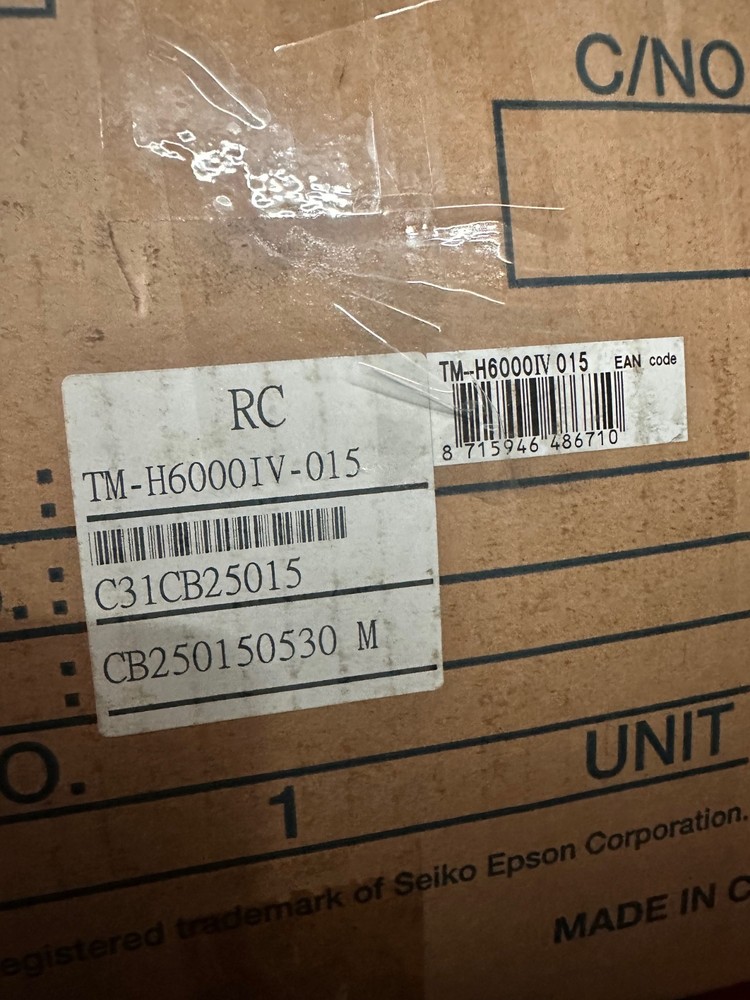 C/NO
TM-H6000IV 015 EAN code
8 715946 486710
RC
TM-H6000IV-015
C31CB25015
CB250150530 M
O.
1 UNIT
egistered trademark of Seiko Epson Corporation.
MADE IN C